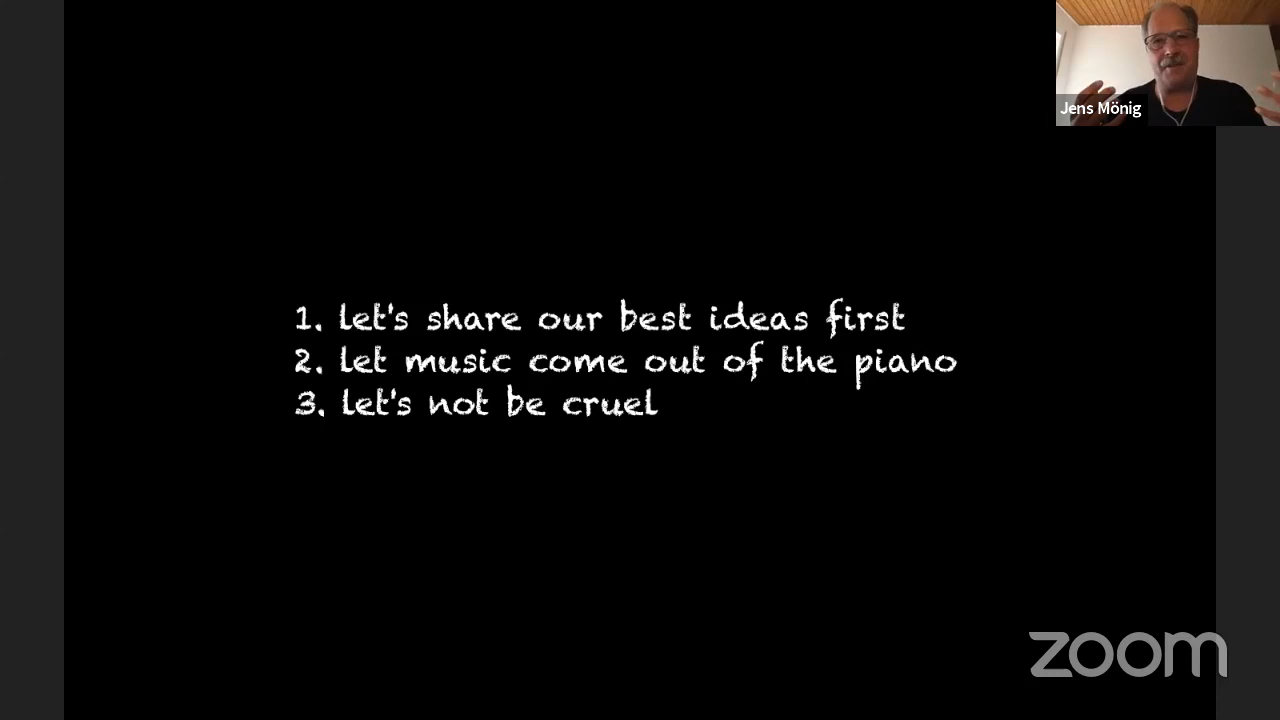 Jens Mönig
1. let's share our best ideas first
2. let music come out of the piano
3. let's not be cruel
zoom